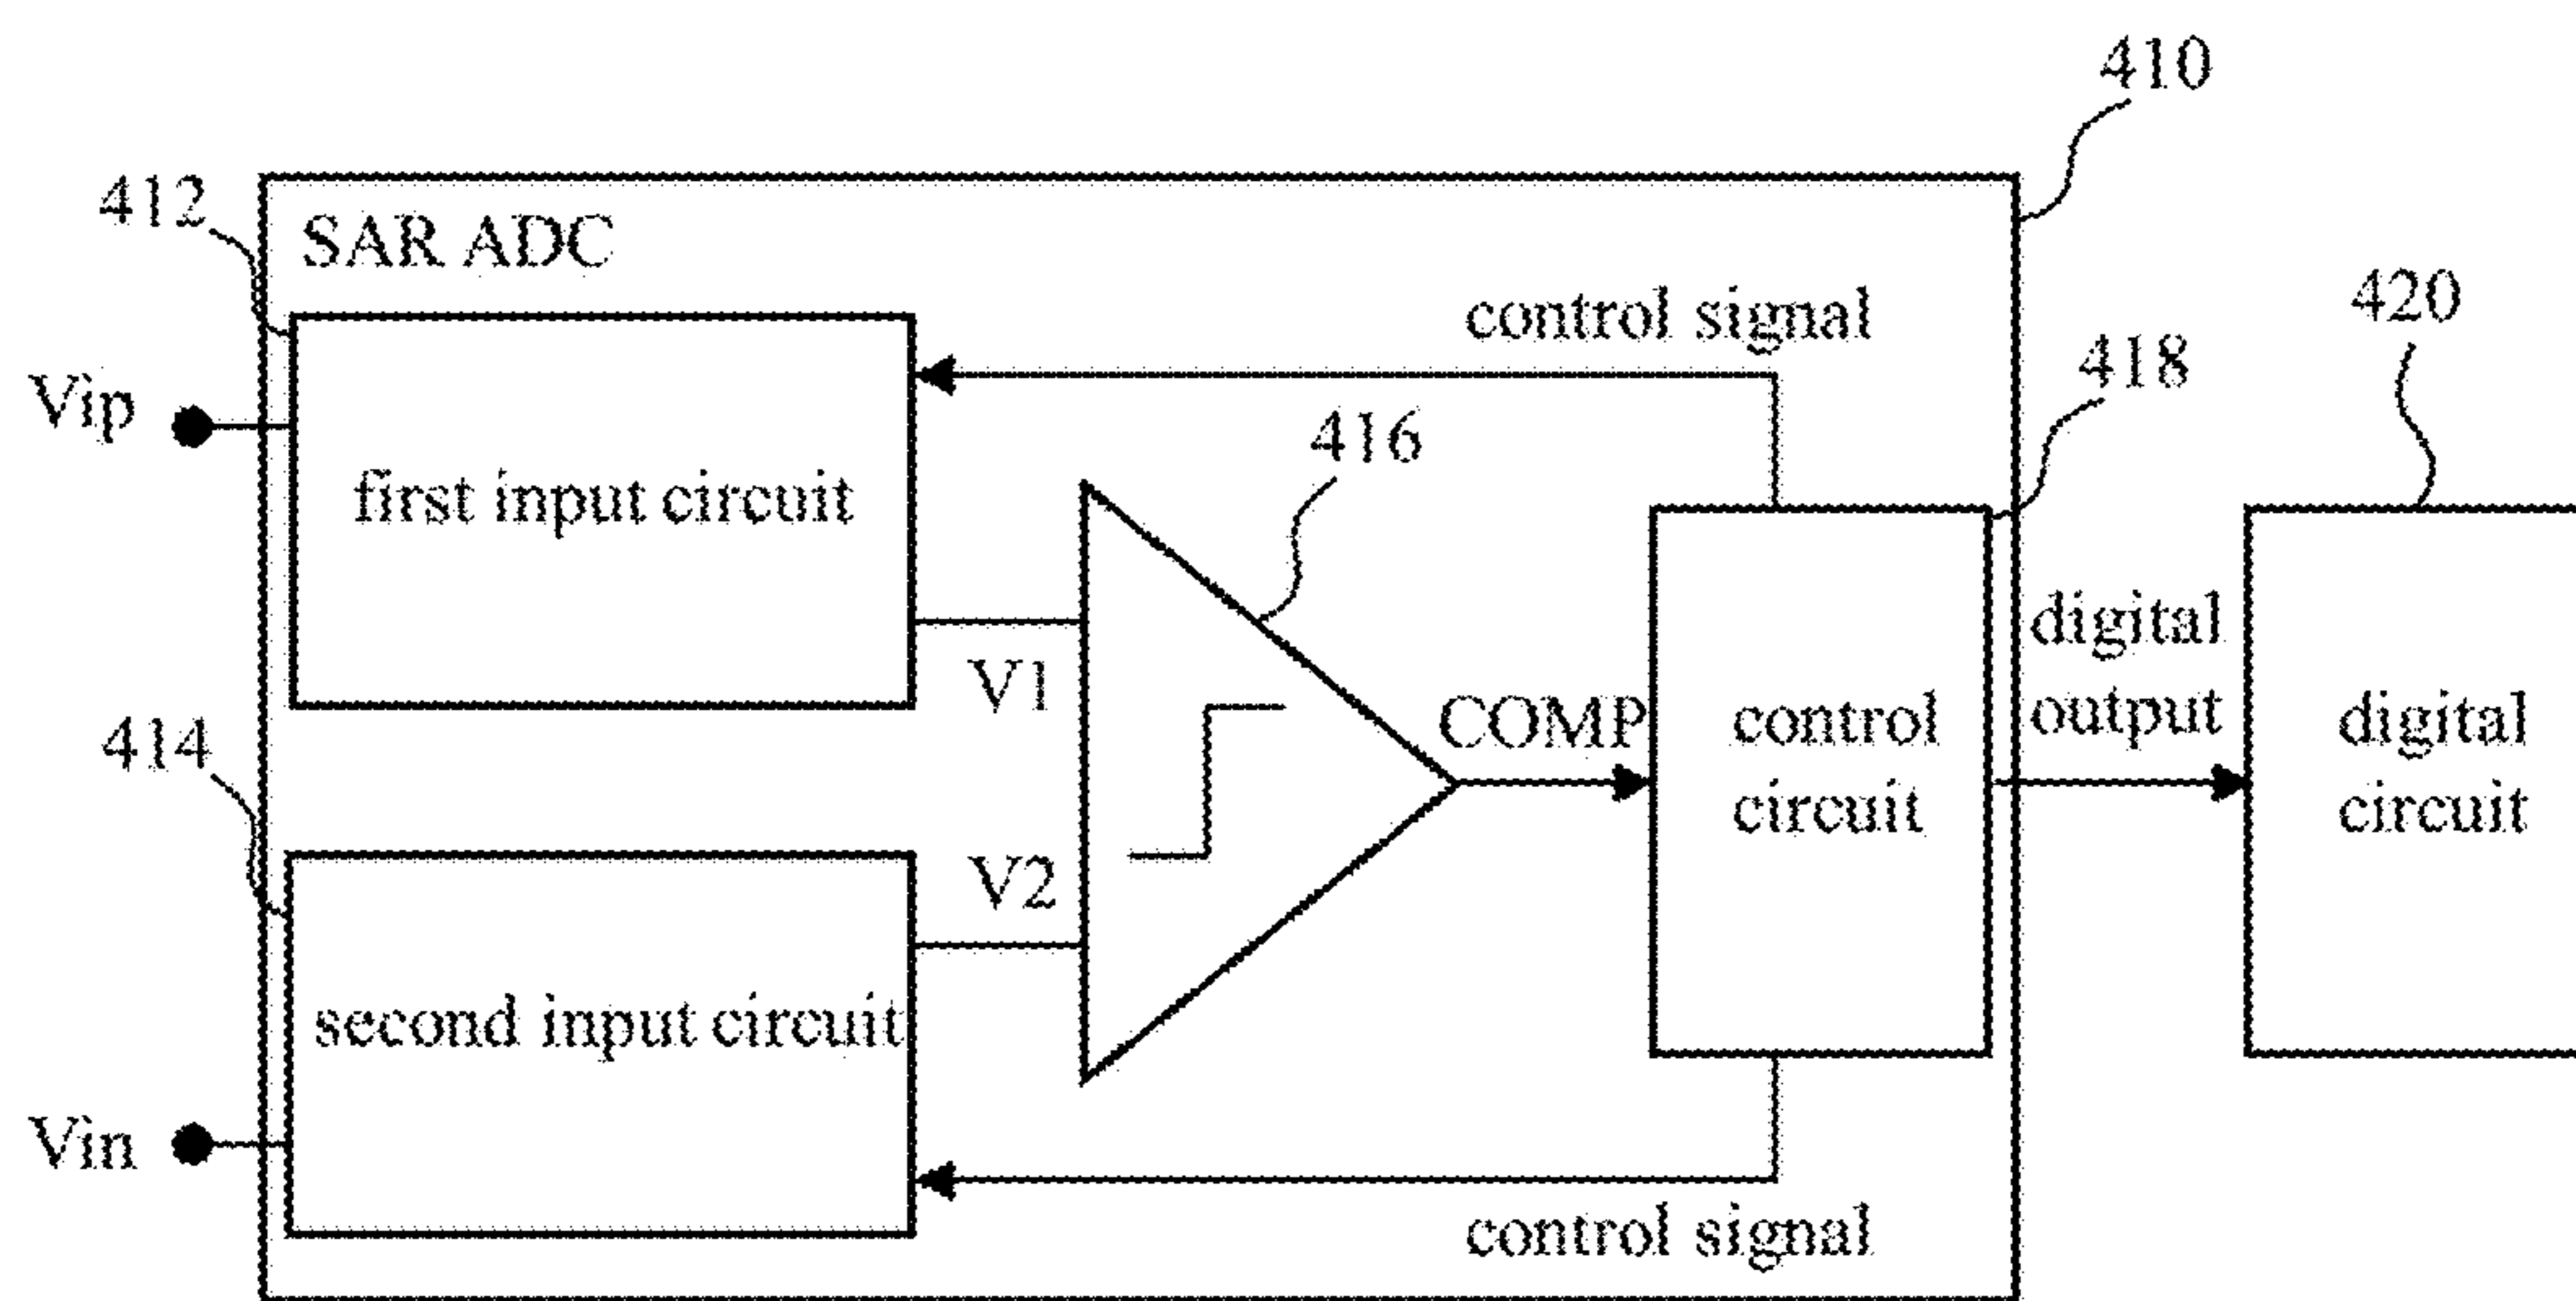 410
412
SAR ADC
420
control signal
418
Vip
416
first input circuit
digital
V1
COMP
control
output
digital
414
circuit
circuit
V2
second input circuit
Vin
control signal